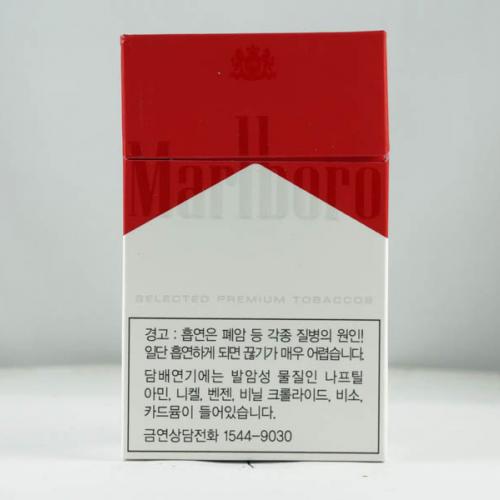 Marlboro
SELECTED PREMIUM TOBACCOS
경고 : 흡연은 폐암 등 각종 질병의 원인!
일단 흡연하게 되면 끊기가 매우 어렵습니다.
담배연기에는 발암성 물질인 나프틸
아민, 니켈, 벤젠, 비닐 크롤라이드, 비소,
카드뮴이 들어있습니다.
금연상담전화 1544-9030